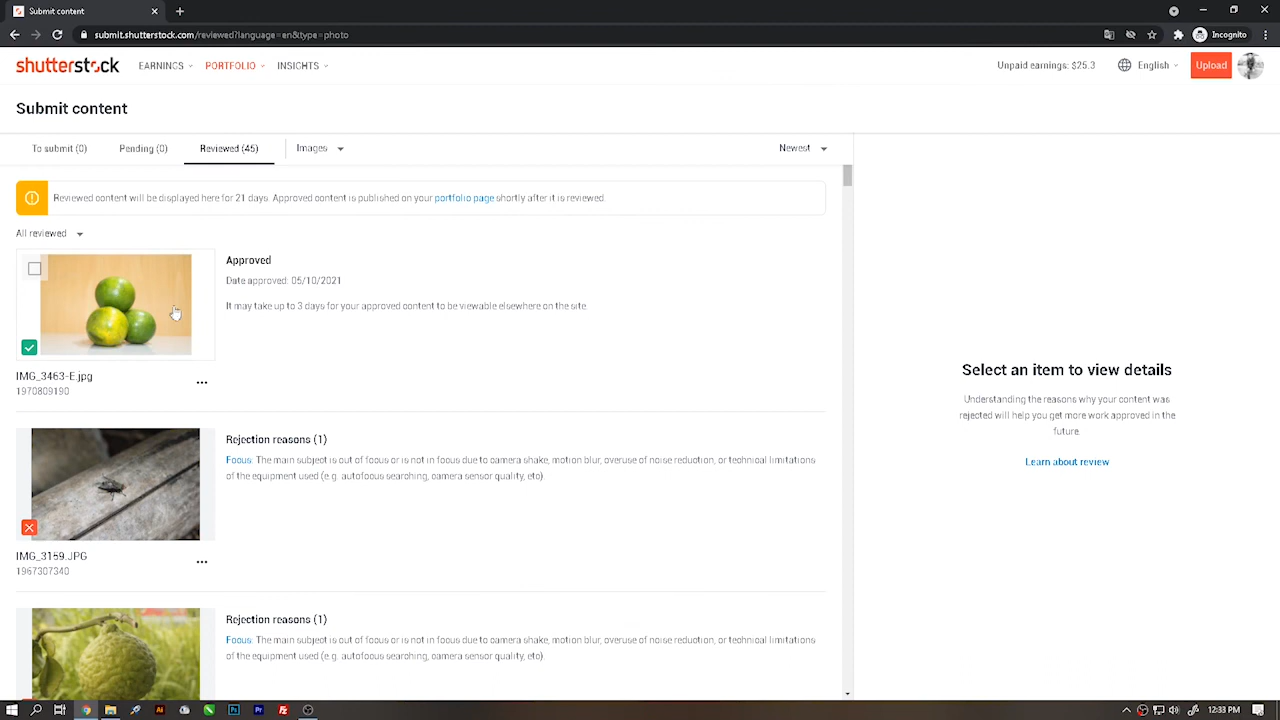 Submit content
submit.shutterstock.com/reviewed?language=en&type=photo
Incognito
shutterstock
EARNINGS
PORTFOLIO
INSIGHTS
Unpaid earnings: $25.3
English
Upload
Submit content
To submit (0)
Pending (0)
Reviewed (45)
Images
Newest
Reviewed content will be displayed here for 21 days. Approved content is published on your portfolio page shortly after it is reviewed.
All reviewed
Approved
Date approved: 05/10/2021
It may take up to 3 days for your approved content to be viewable elsewhere on the site.
IMG_3463-E.jpg
1970809190
Rejection reasons (1)
Focus: The main subject is out of focus or is not in focus due to camera shake, motion blur, overuse of noise reduction, or technical limitations
of the equipment used (e.g. autofocus searching, camera sensor quality, etc).
IMG_3159.JPG
1967307340
Rejection reasons (1)
Focus: The main subject is out of focus or is not in focus due to camera shake, motion blur, overuse of noise reduction, or technical limitations
of the equipment used (e.g. autofocus searching, camera sensor quality, etc).
Select an item to view details
Understanding the reasons why your content was
rejected will help you get more work approved in the
future.
Learn about review
Ai
Ps
Pr
12:33 PM